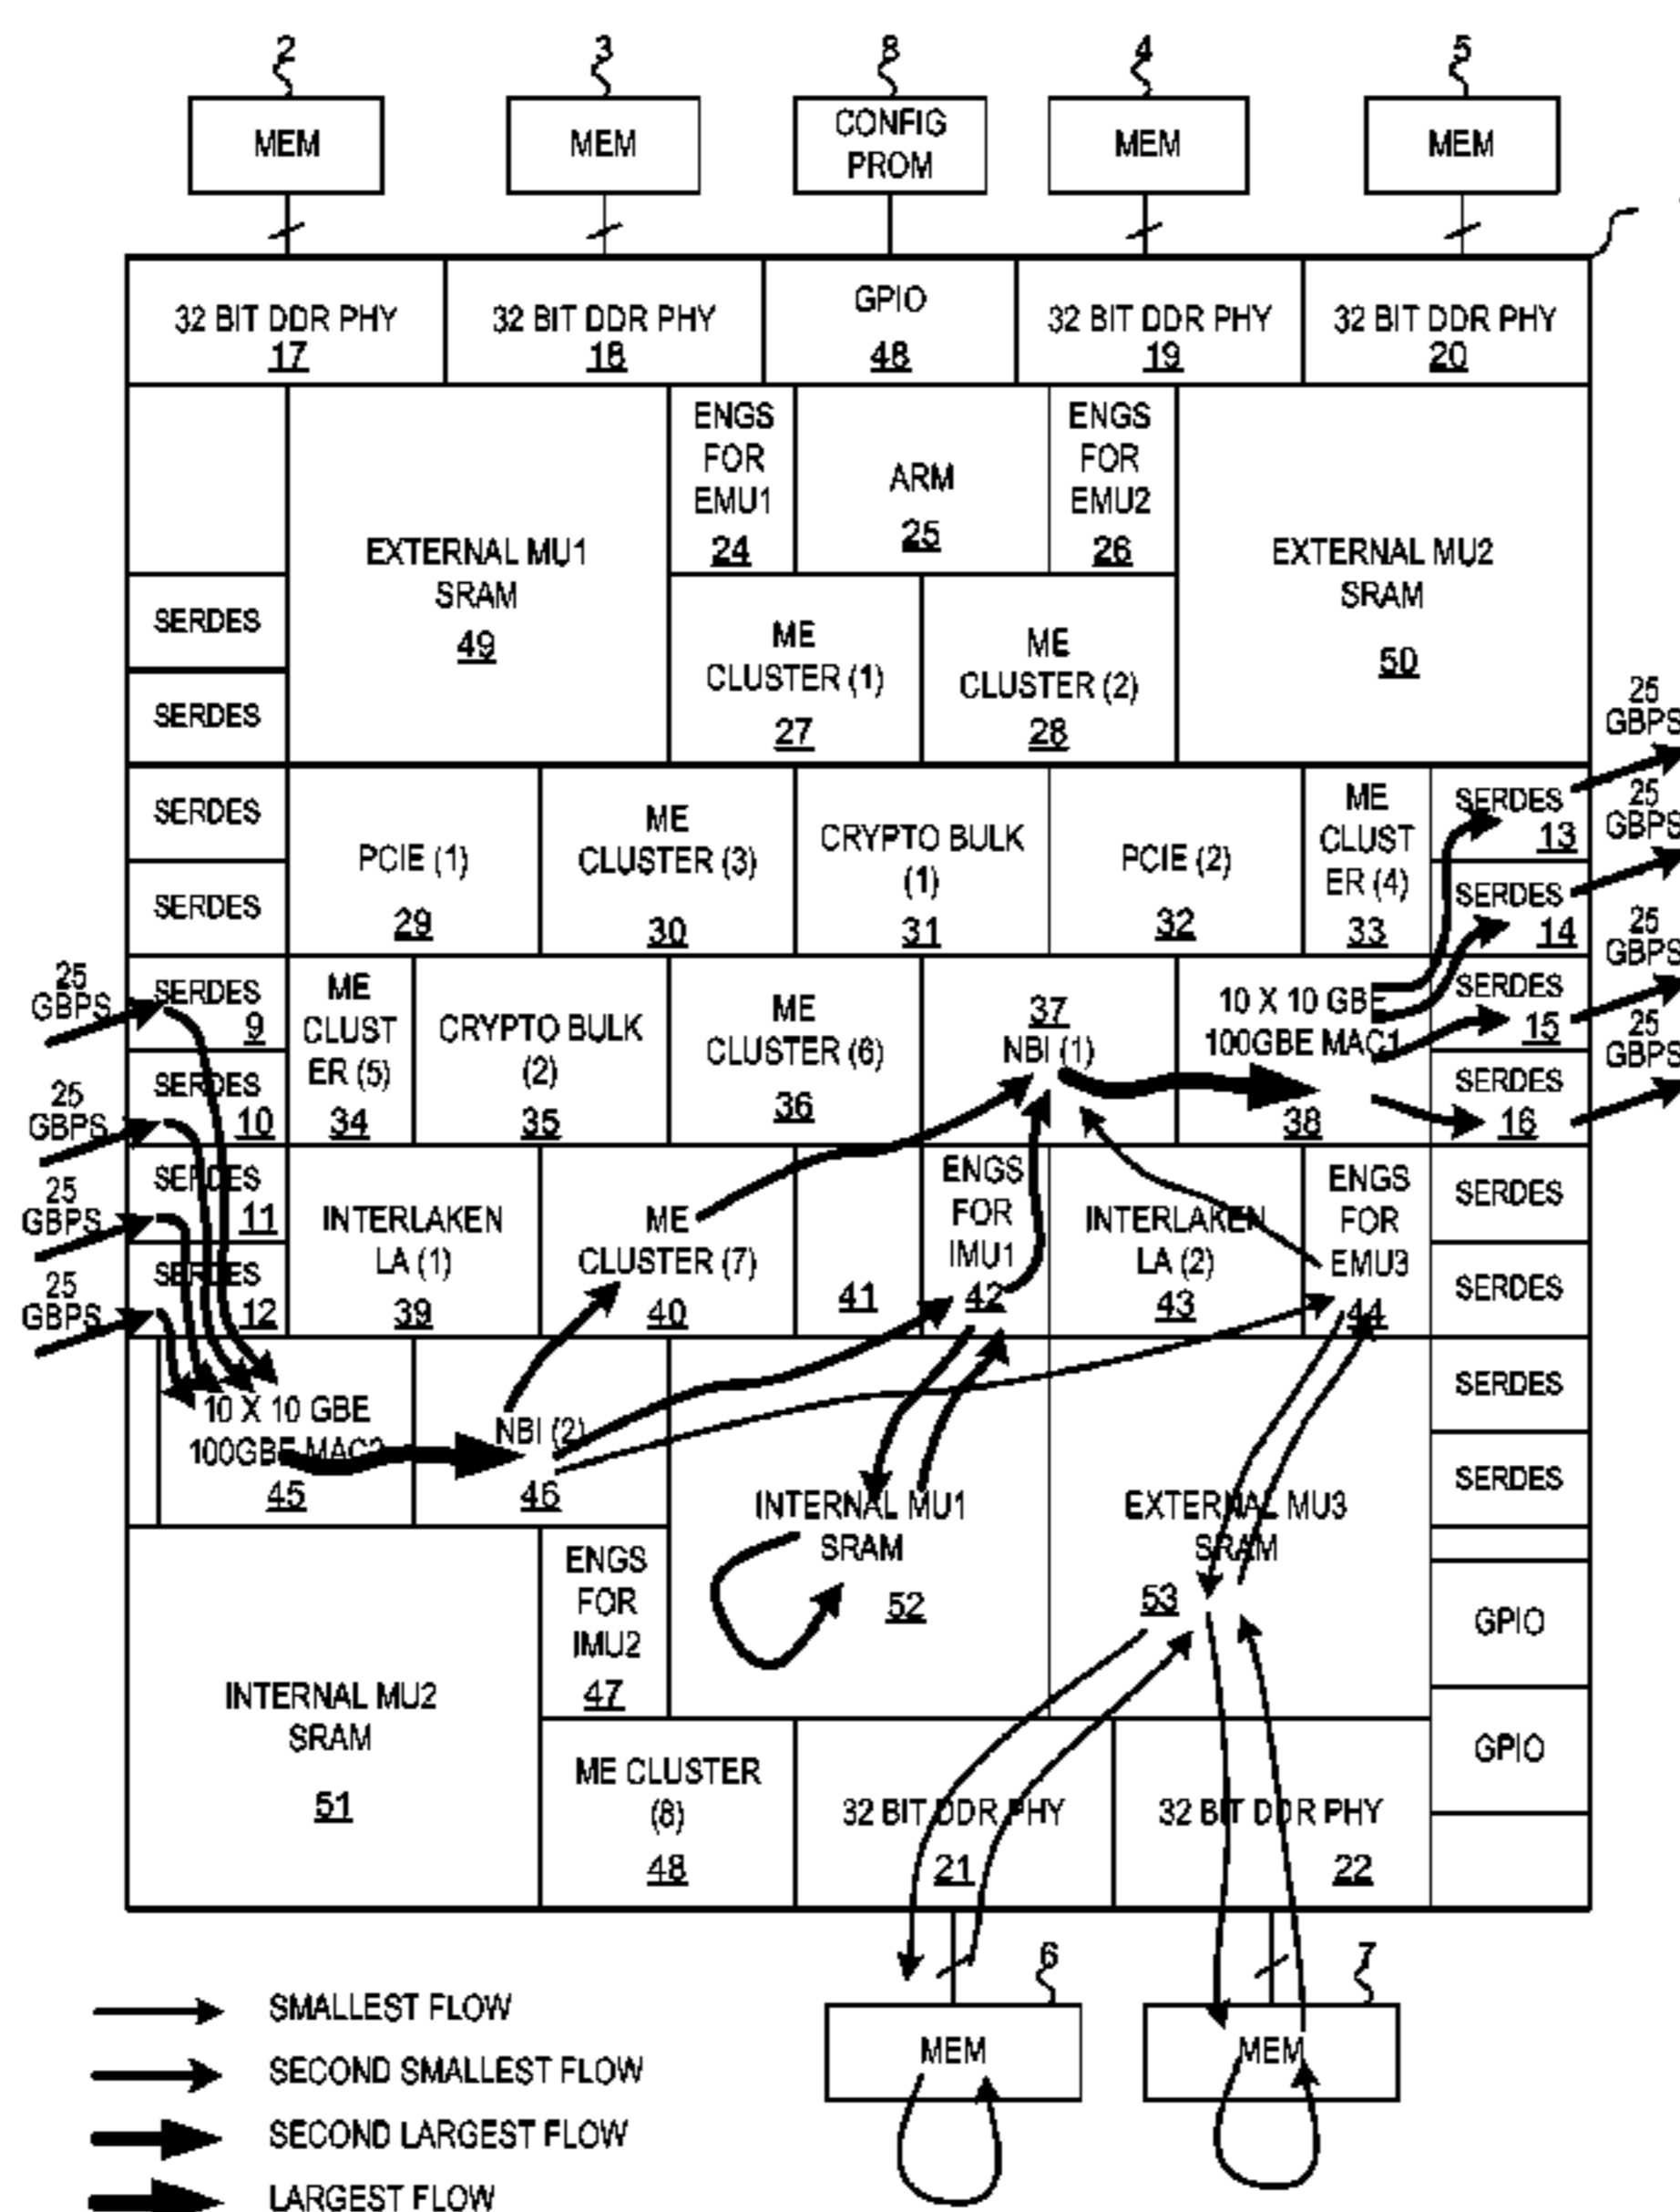 2
3
8
4
5
MEM
MEM
CONFIG
PROM
MEM
MEM
32 BIT DDR PHY
17
32 BIT DDR PHY
18
GPIO
48
32 BIT DDR PHY
19
32 BIT DDR PHY
20
EXTERNAL MU1
SRAM
49
ENGS
FOR
EMU1
24
ARM
25
ENGS
FOR
EMU2
26
EXTERNAL MU2
SRAM
50
SERDES
SERDES
ME
CLUSTER (1)
27
ME
CLUSTER (2)
28
SERDES
SERDES
PCIE (1)
29
ME
CLUSTER (3)
30
CRYPTO BULK
(1)
31
PCIE (2)
32
ME
CLUST
ER (4)
33
SERDES
13
SERDES
14
25
GBPS
25
GBPS
25
GBPS
25
GBPS
25
GBPS
25
GBPS
25
GBPS
25
GBPS
SERDES
9
SERDES
10
ME
CLUST
ER (5)
34
CRYPTO BULK
(2)
35
ME
CLUSTER (6)
36
37
NBI (1)
10 X 10 GBE
100GBE MAC1
38
SERDES
15
SERDES
16
SERDES
11
SERDES
12
INTERLAKEN
LA (1)
39
ME
CLUSTER (7)
40
41
ENGS
FOR
IMU1
42
INTERLAKEN
LA (2)
43
ENGS
FOR
EMU3
44
SERDES
SERDES
10 X 10 GBE
100GBE MAC2
45
NBI (2)
46
INTERNAL MU1
SRAM
52
EXTERNAL MU3
SRAM
53
SERDES
SERDES
GPIO
GPIO
INTERNAL MU2
SRAM
51
ENGS
FOR
IMU2
47
ME CLUSTER
(8)
48
32 BIT DDR PHY
21
32 BIT DDR PHY
22
6
7
MEM
MEM
SMALLEST FLOW
SECOND SMALLEST FLOW
SECOND LARGEST FLOW
LARGEST FLOW